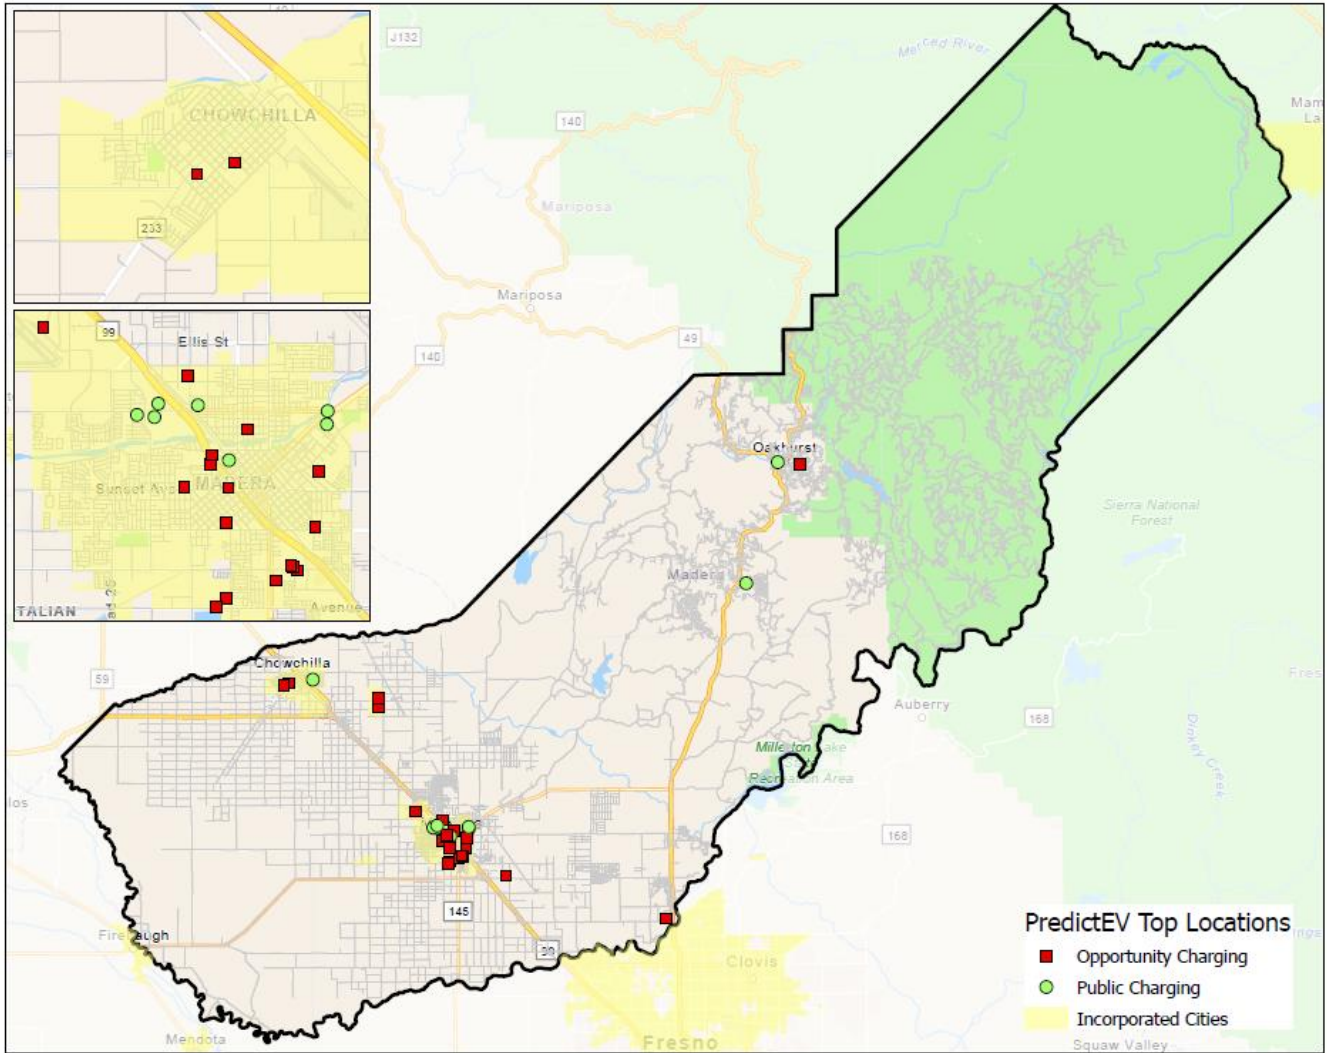 J132
Merced River
CHOWCHILLA
140
Mariposa
233
Mariposa
99
Ellis St
49
140
Oakhurst
Sunset Ave
MADERA
Sierra National
Forest
Madera
TALIAN
Avenue
Chowchilla
59
Auberry
168
Millerton Lake
Recreation Area
168
145
99
Clovis
Mendota
Fresno
Squaw Valley
PredictEV Top Locations
Opportunity Charging
Public Charging
Incorporated Cities